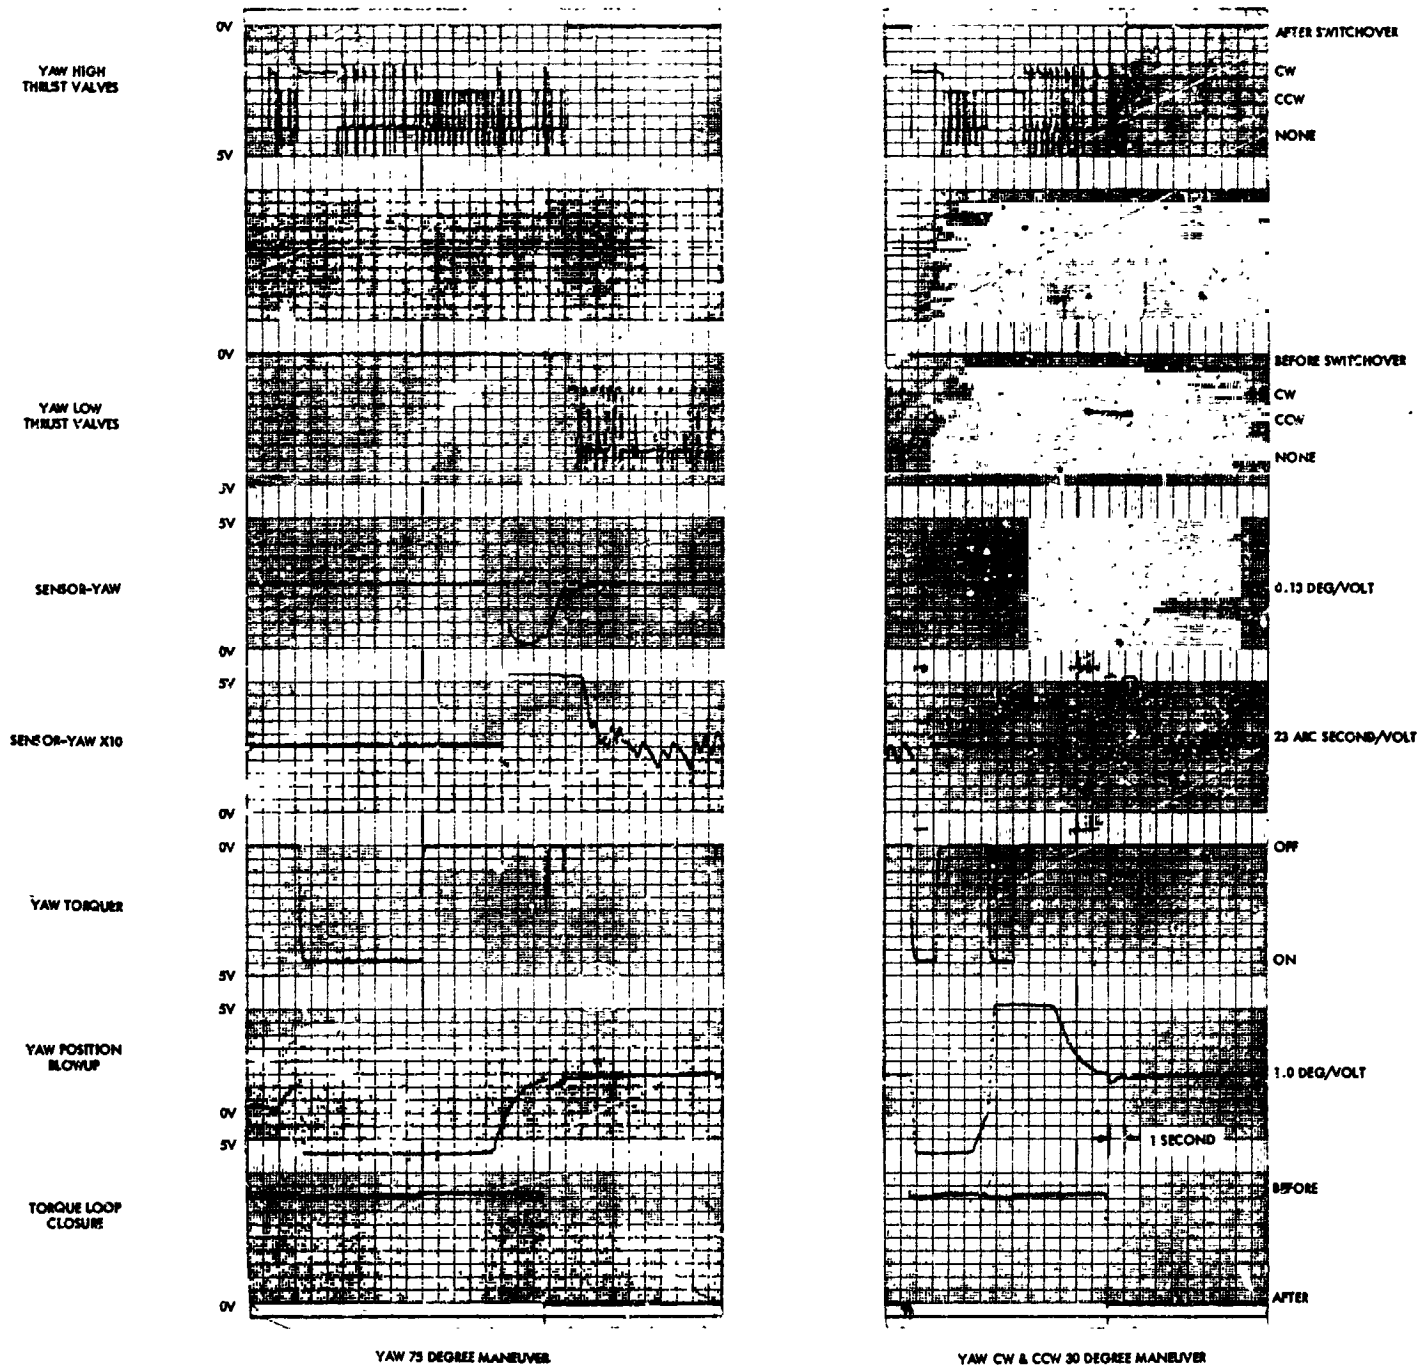 0V
AFTER SWITCHOVER
YAW HIGH
THRUST VALVES
CW
CCW
NONE
5V
0V
BEFORE SWITCHOVER
YAW LOW
THRUST VALVES
CW
CCW
NONE
5V
5V
SENSOR-YAW
0.13 DEG/VOLT
0V
5V
SENSOR-YAW X10
23 ARC SECOND/VOLT
0V
0V
OFF
YAW TORQUER
ON
5V
5V
YAW POSITION
BLOWUP
1.0 DEG/VOLT
0V
5V
1 SECOND
TORQUE LOOP
CLOSURE
BEFORE
0V
AFTER
YAW 75 DEGREE MANEUVER
YAW CW & CCW 30 DEGREE MANEUVER